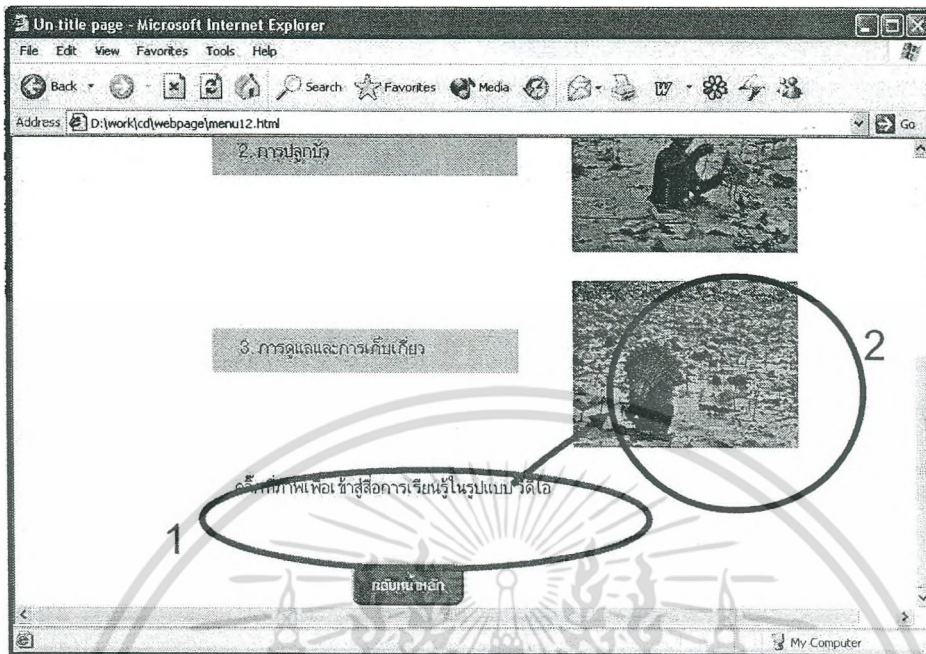 Un title page - Microsoft Internet Explorer
File Edit View Favorites Tools Help
Back Search Favorites Media
Address D:\work\cd\webpage\menu12.html Go
2. การปลูกบัว
3. การดูแลและการเก็บเกี่ยว
2
คลิ๊กที่ภาพเพื่อเข้าสู่สื่อการเรียนรู้ในรูปแบบ วีดีโอ
1
กลับหน้าหลัก
My Computer